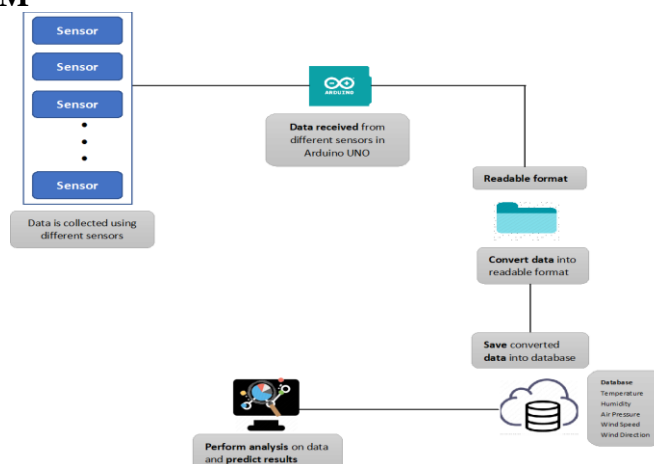 M
Sensor
Sensor
Sensor
Sensor
Data is collected using
different sensors
ARDUINO
Data received from
different sensors in
Arduino UNO
Readable format
Convert data into
readable format
Save converted
data into database
Database
Temperature
Humidity
Air Pressure
Wind Speed
Wind Direction
Perform analysis on data
and predict results